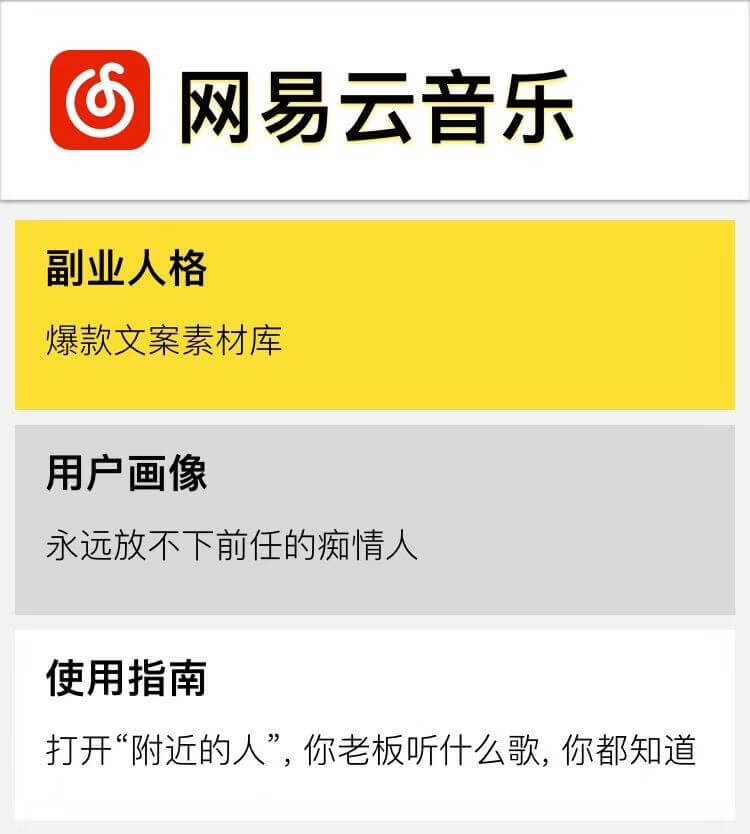 网易云音乐
副业人格
爆款文案素材库
用户画像
永远放不下前任的痴情人
使用指南
打开“附近的人”, 你老板听什么歌, 你都知道